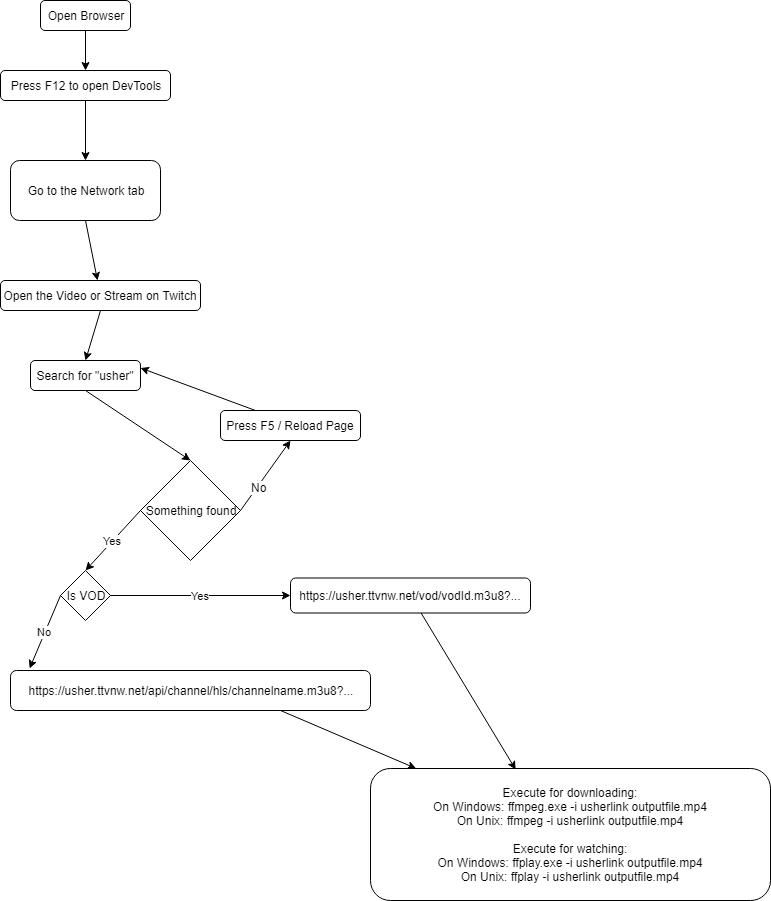 Open Browser
Press F12 to open DevTools
Go to the Network tab
Open the Video or Stream on Twitch
Search for "usher"
Press F5 / Reload Page
No
Something found
Yes
Is VOD
Yes
https://usher.ttvnw.net/vod/vodId.m3u8?...
No
https://usher.ttvnw.net/api/channel/hls/channelname.m3u8?...
Execute for downloading:
On Windows: ffmpeg.exe -i usherlink outputfile.mp4
On Unix: ffmpeg -i usherlink outputfile.mp4
Execute for watching:
On Windows: ffplay.exe -i usherlink outputfile.mp4
On Unix: ffplay -i usherlink outputfile.mp4